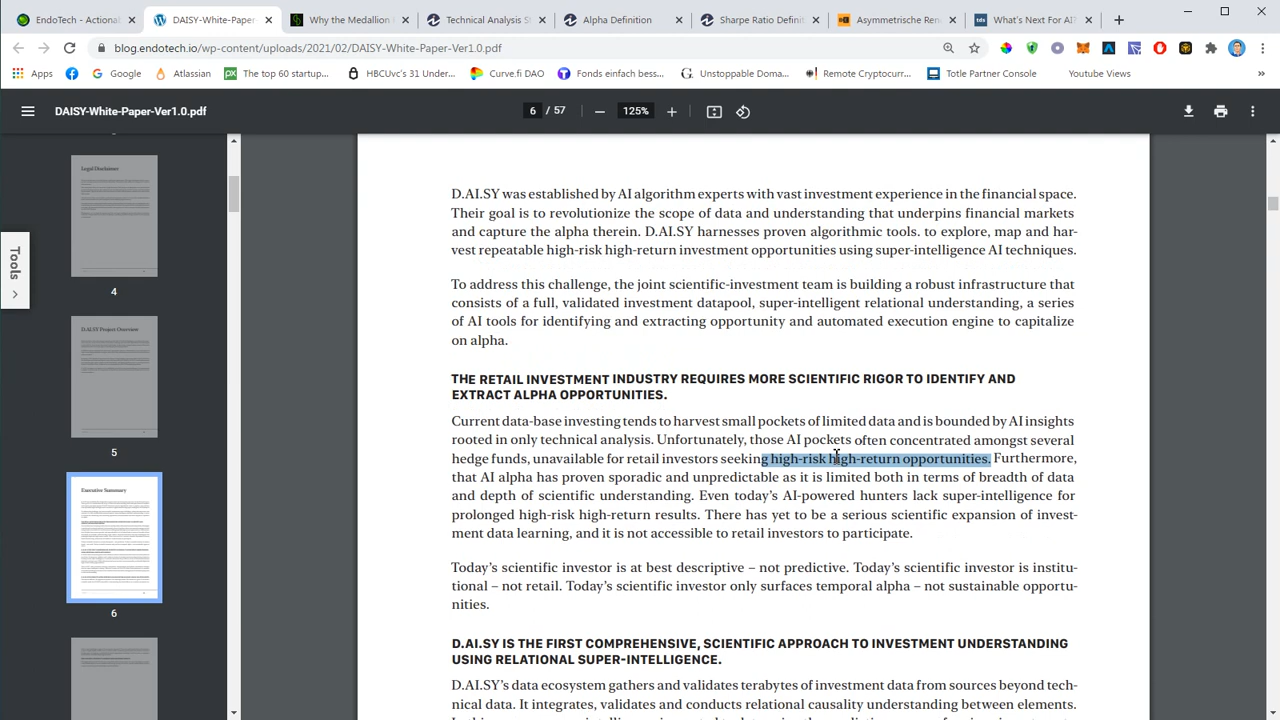 EndoTech - Actionab
DAISY-White-Paper-
Why the Medallion
Technical Analysis S
Alpha Definition
Sharpe Ratio Definit
Asymmetrische Ren
What's Next For AI?
blog.endotech.io/wp-content/uploads/2021/02/DAISY-White-Paper-Ver1.0.pdf
Apps
Google
Atlassian
The top 60 startup...
HBCUvc's 31 Under...
Curve.fi DAO
Fonds einfach bess...
Unstoppable Doma...
Remote Cryptocurr...
Totle Partner Console
Youtube Views
DAISY-White-Paper-Ver1.0.pdf
6 / 57
125%
Tools
Legal Disclaimer
4
D.AI.SY Project Overview
5
Executive Summary
6
D.AI.SY was established by AI algorithm experts with vast investment experience in the financial space.
Their goal is to revolutionize the scope of data and understanding that underpins financial markets
and capture the alpha therein. D.AI.SY harnesses proven algorithmic tools. to explore, map and har-
vest repeatable high-risk high-return investment opportunities using super-intelligence AI techniques.
To address this challenge, the joint scientific-investment team is building a robust infrastructure that
consists of a full, validated investment datapool, super-intelligent relational understanding, a series
of AI tools for identifying and extracting opportunity and automated execution engine to capitalize
on alpha.
THE RETAIL INVESTMENT INDUSTRY REQUIRES MORE SCIENTIFIC RIGOR TO IDENTIFY AND
EXTRACT ALPHA OPPORTUNITIES.
Current data-base investing tends to harvest small pockets of limited data and is bounded by AI insights
rooted in only technical analysis. Unfortunately, those AI pockets often concentrated amongst several
hedge funds, unavailable for retail investors seeking high-risk high-return opportunities. Furthermore,
that AI alpha has proven sporadic and unpredictable as it is limited both in terms of breadth of data
and depth of scientific understanding. Even today's AI-powered hunters lack super-intelligence for
prolonged high-risk high-return results. There has yet to be a serious scientific expansion of invest-
ment data learning, and it is not accessible to retail investors to participate.
Today's scientific investor is at best descriptive – not predictive. Today's scientific investor is institu-
tional – not retail. Today's scientific investor only surfaces temporal alpha – not sustainable opportu-
nities.
D.AI.SY IS THE FIRST COMPREHENSIVE, SCIENTIFIC APPROACH TO INVESTMENT UNDERSTANDING
USING RELATIONAL SUPER-INTELLIGENCE.
D.AI.SY's data ecosystem gathers and validates terabytes of investment data from sources beyond tech-
nical data. It integrates, validates and conducts relational causality understanding between elements.